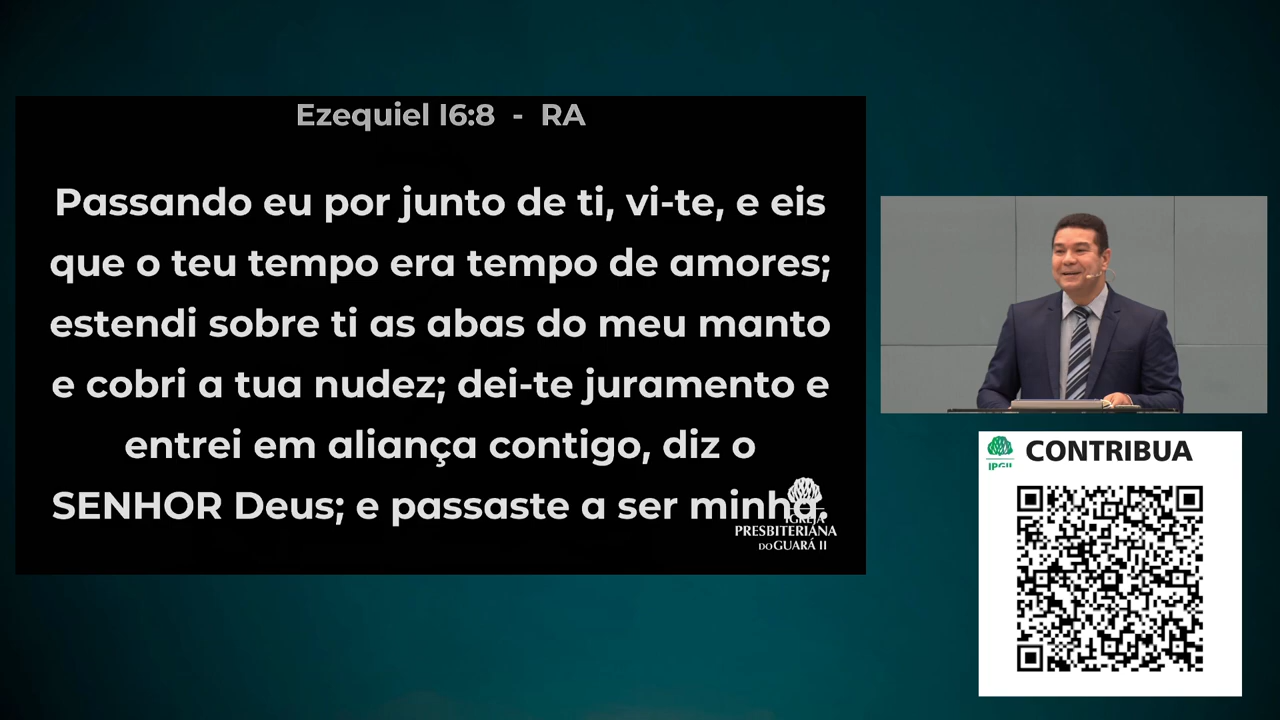 Ezequiel I6:8 - RA
Passando eu por junto de ti, vi-te, e eis
que o teu tempo era tempo de amores;
estendi sobre ti as abas do meu manto
e cobri a tua nudez; dei-te juramento e
entrei em aliança contigo, diz o
SENHOR Deus; e passaste a ser minha.
IGREJA
PRESBITERIANA
DO GUARÁ II
IPGII
CONTRIBUA